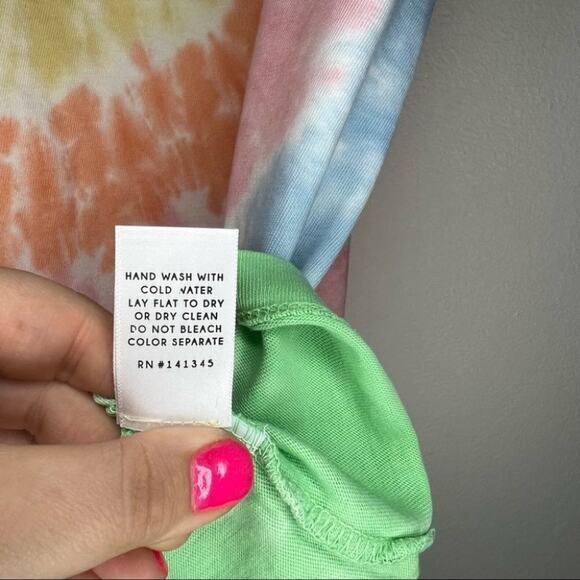 HAND WASH WITH
COLD WATER
LAY FLAT TO DRY
OR DRY CLEAN
DO NOT BLEACH
COLOR SEPARATE
RN #141345